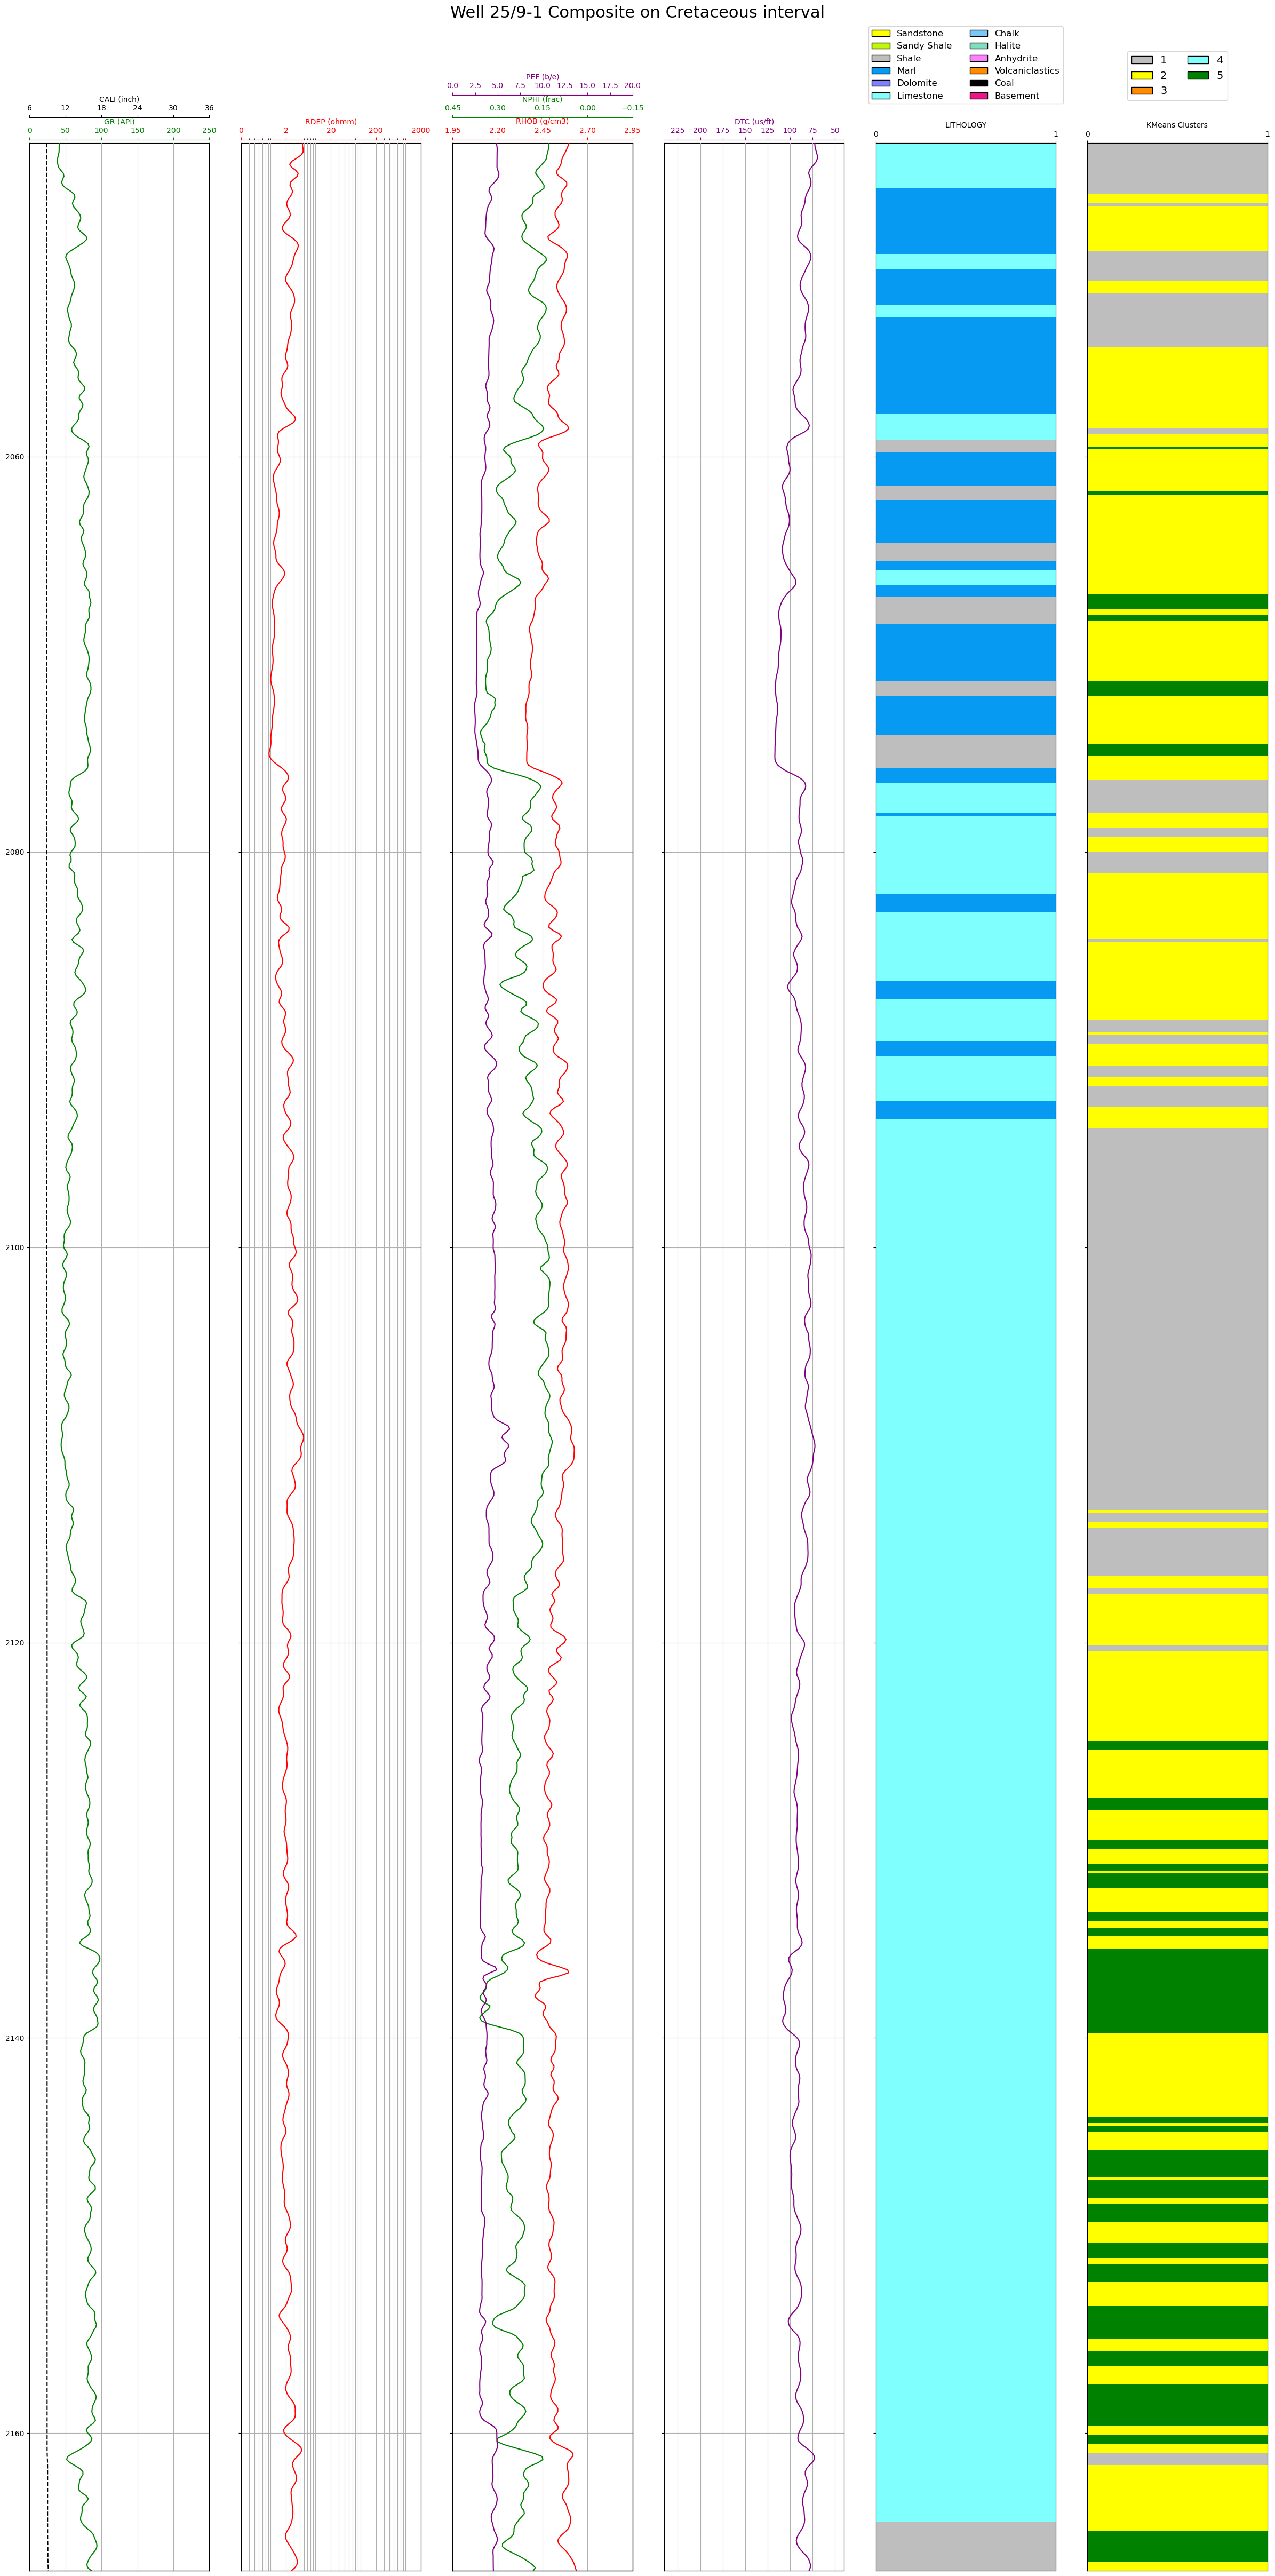 Well 25/9-1 Composite on Cretaceous interval
Sandstone Chalk
Sandy Shale Halite
Shale Anhydrite
Marl Volcaniclastics
Dolomite Coal
Limestone Basement
1 4
2 5
3
PEF (b/e)
0.0 2.5 5.0 7.5 10.0 12.5 15.0 17.5 20.0
CALI (inch)
6 12 18 24 30 36
NPHI (frac)
0.45 0.30 0.15 0.00 −0.15
GR (API)
0 50 100 150 200 250
RDEP (ohmm)
0 2 20 200 2000
RHOB (g/cm3)
1.95 2.20 2.45 2.70 2.95
DTC (us/ft)
225 200 175 150 125 100 75 50
LITHOLOGY
0 1
KMeans Clusters
0 1
2060
2080
2100
2120
2140
2160